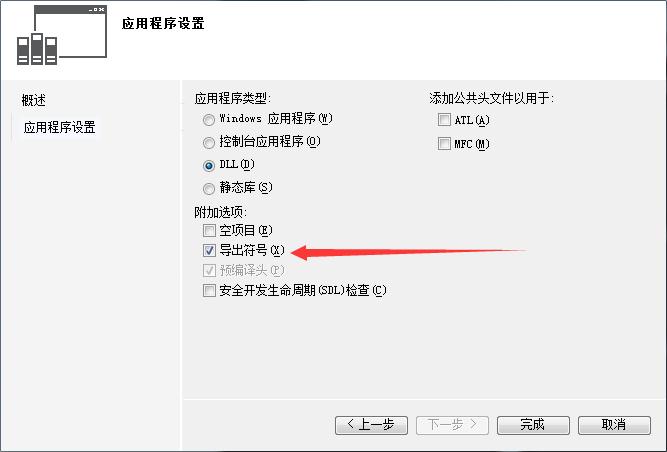 应用程序设置
概述
应用程序设置
应用程序类型:
Windows 应用程序(W)
控制台应用程序(O)
DLL(D)
静态库(S)
附加选项:
空项目(E)
导出符号(X)
预编译头(P)
安全开发生命周期(SDL)检查(C)
添加公共头文件以用于:
ATL(A)
MFC(M)
< 上一步
下一步 >
完成
取消